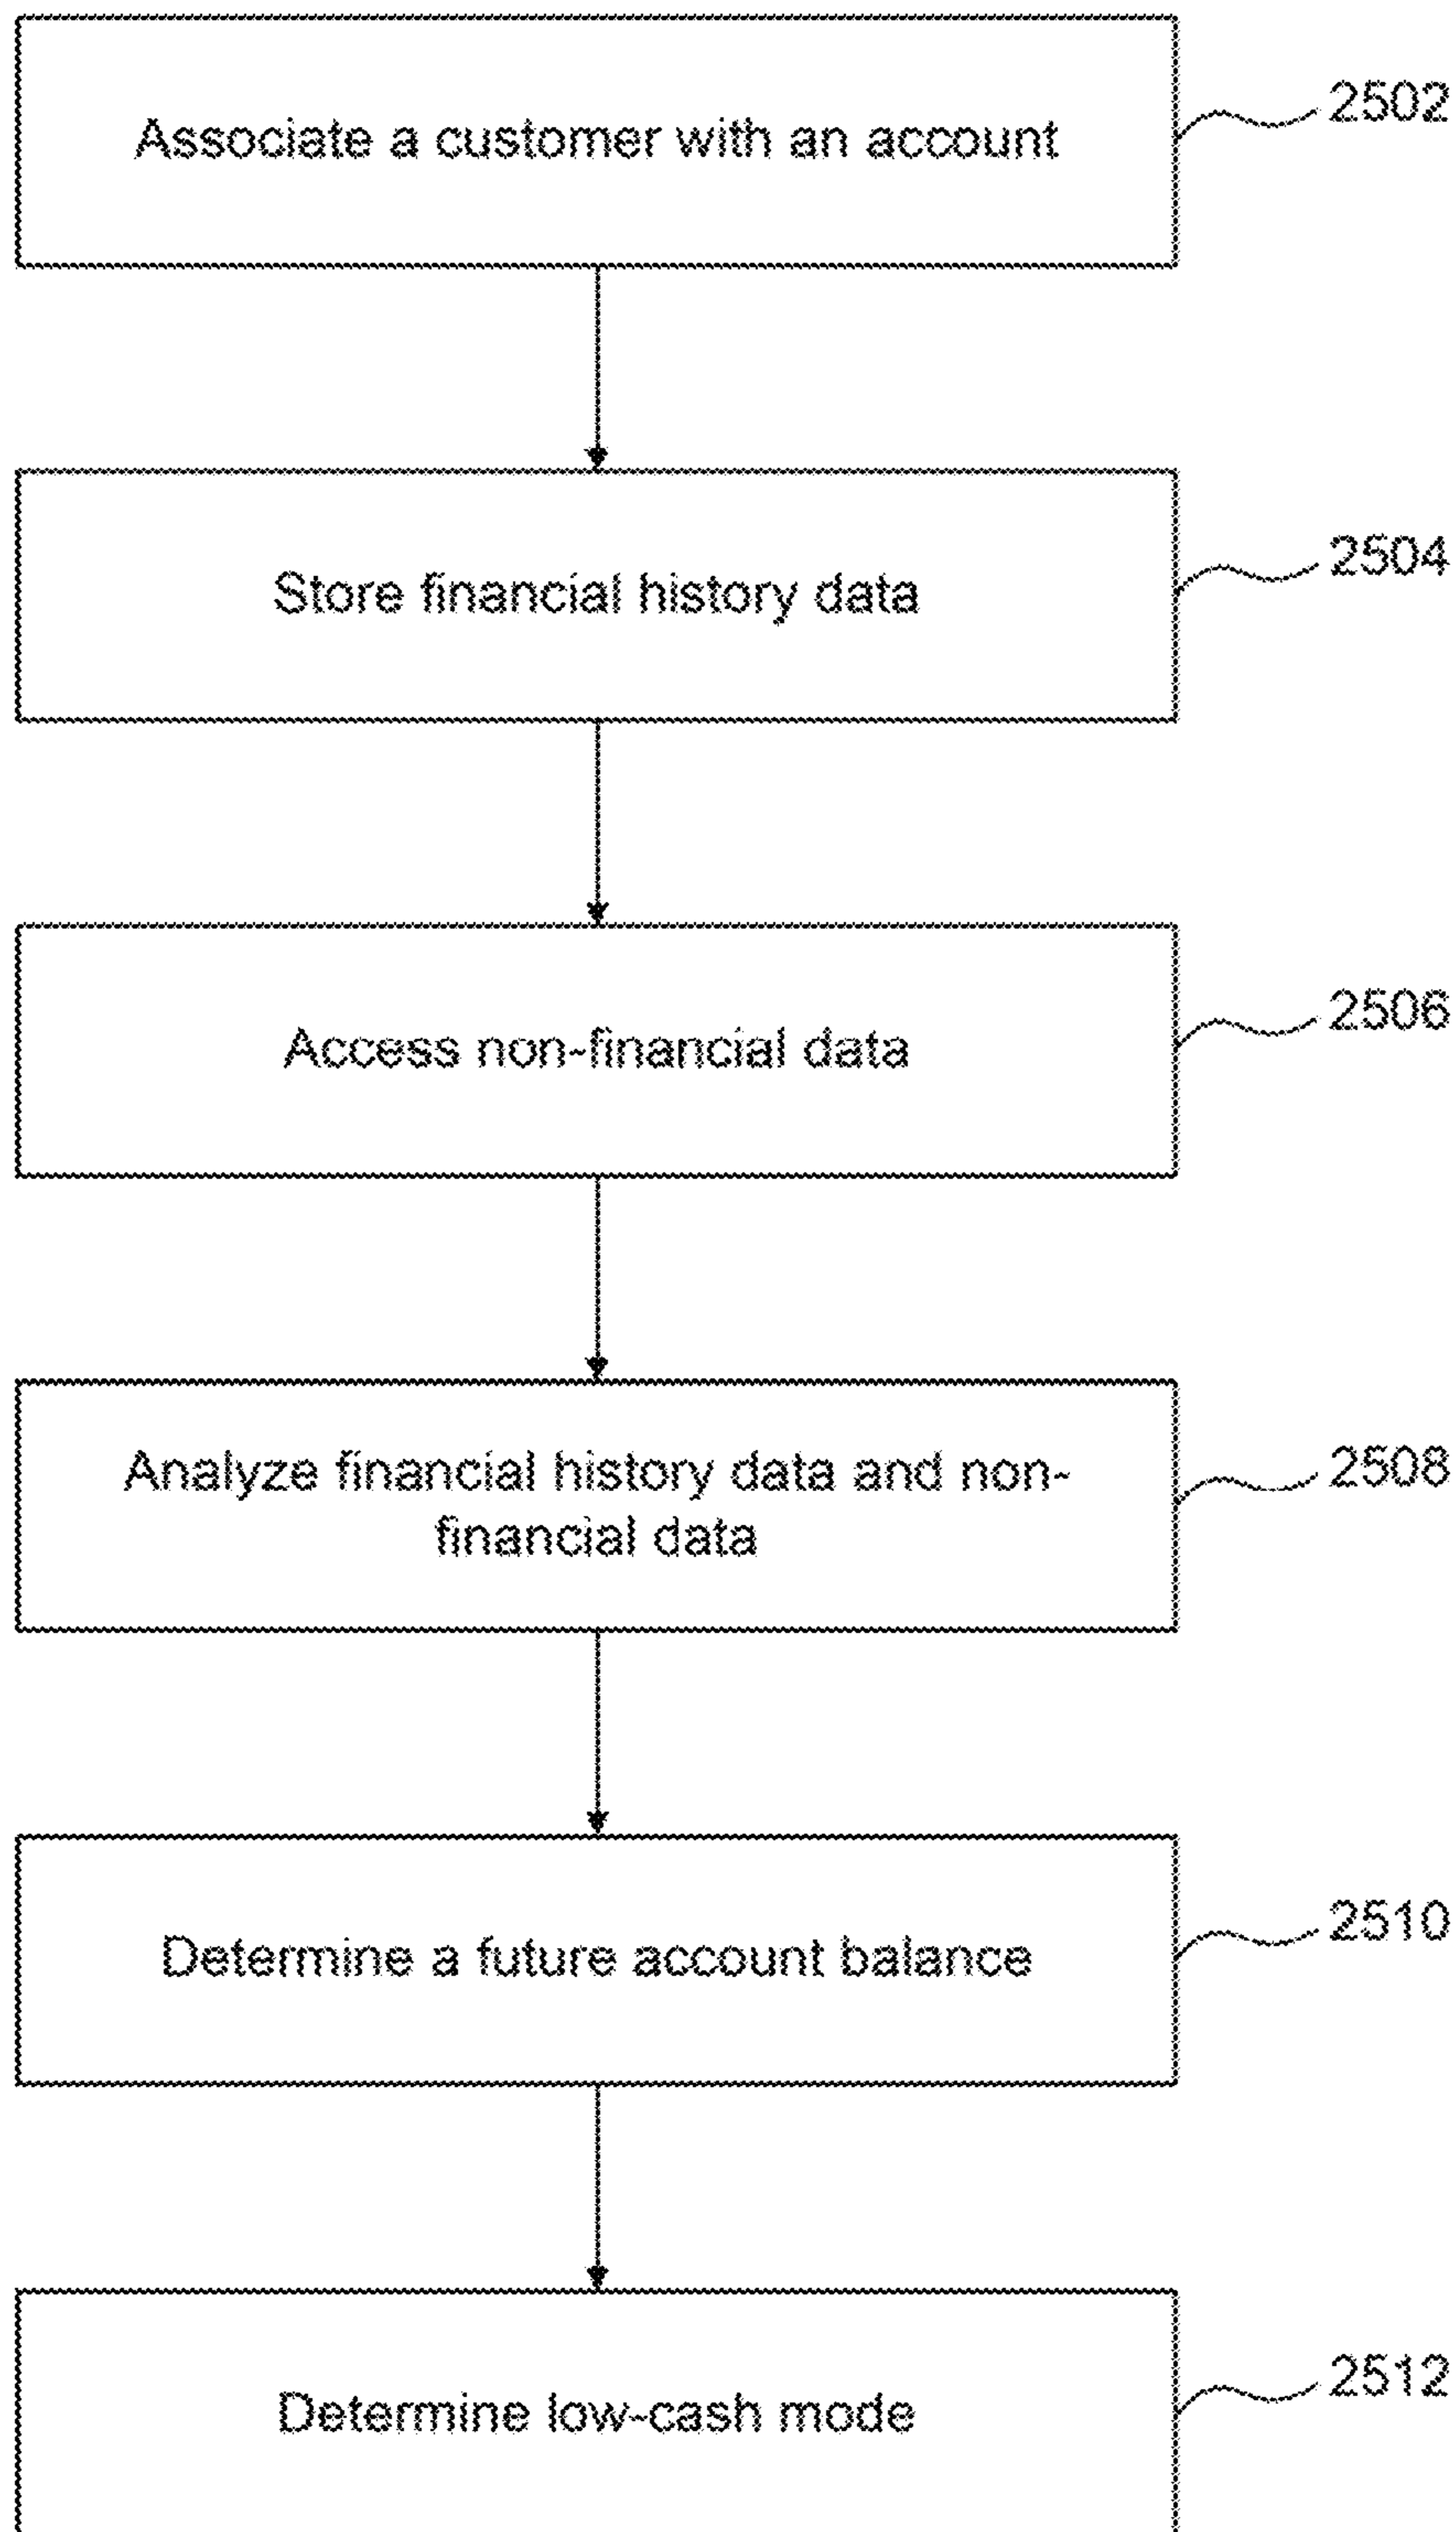 Associate a customer with an account
2502
Store financial history data
2504
Access non-financial data
2506
Analyze financial history data and non-
financial data
2508
Determine a future account balance
2510
Determine low-cash mode
2512